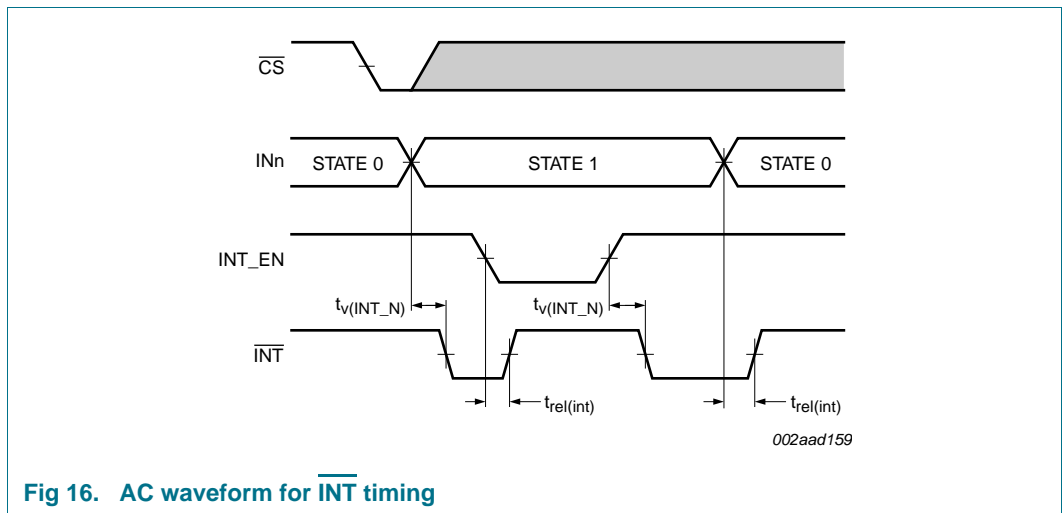 CS
INn
STATE 0
STATE 1
STATE 0
INT_EN
tv(INT_N)
tv(INT_N)
INT
trel(int)
trel(int)
002aad159
Fig 16. AC waveform for INT timing